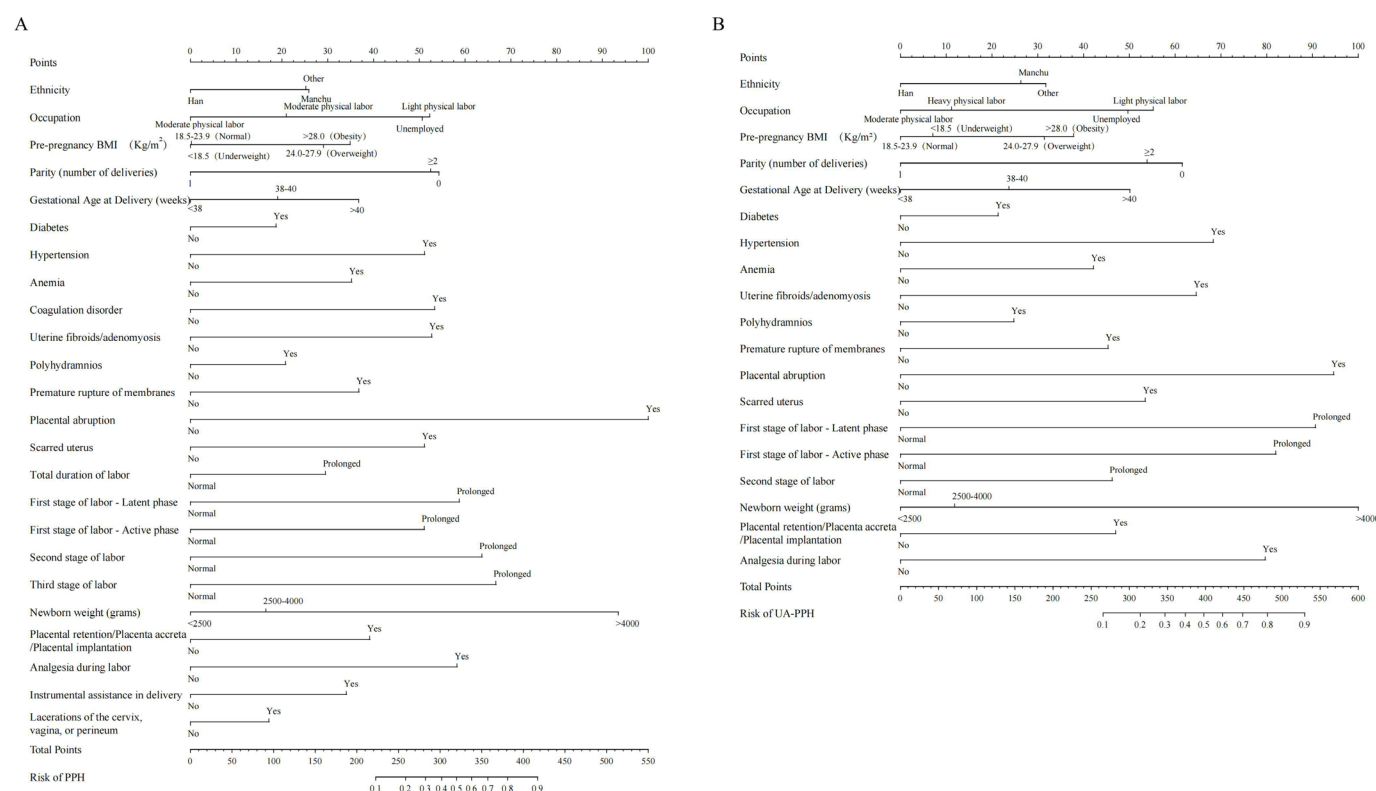 A
0 10 20 30 40 50 60 70 80 90 100
Points
Other
Ethnicity
Han Manchu
Moderate physical labor Light physical labor
Occupation
Moderate physical labor Unemployed
18.5-23.9 (Normal) >28.0 (Obesity)
Pre-pregnancy BMI (Kg/m²)
<18.5 (Underweight) 24.0-27.9 (Overweight)
≥2
Parity (number of deliveries)
1 0
38-40
Gestational Age at Delivery (weeks)
<38 >40
Yes
Diabetes
No
Yes
Hypertension
No
Yes
Anemia
No
Yes
Coagulation disorder
No
Yes
Uterine fibroids/adenomyosis
No
Yes
Polyhydramnios
No
Yes
Premature rupture of membranes
No
Yes
Placental abruption
No
Yes
Scarred uterus
No
Prolonged
Total duration of labor
Normal
Prolonged
First stage of labor - Latent phase
Normal
Prolonged
First stage of labor - Active phase
Normal
Prolonged
Second stage of labor
Normal
Prolonged
Third stage of labor
Normal
2500-4000
Newborn weight (grams)
<2500 >4000
Yes
Placental retention/Placenta accreta
/Placental implantation
No
Yes
Analgesia during labor
No
Yes
Instrumental assistance in delivery
No
Yes
Lacerations of the cervix,
vagina, or perineum
No
Total Points
0 50 100 150 200 250 300 350 400 450 500 550
Risk of PPH
0.1 0.2 0.3 0.4 0.5 0.6 0.7 0.8 0.9
B
0 10 20 30 40 50 60 70 80 90 100
Points
Manchu
Ethnicity
Han Other
Heavy physical labor Light physical labor
Occupation
Moderate physical labor Unemployed
<18.5 (Underweight) >28.0 (Obesity)
Pre-pregnancy BMI (Kg/m²)
18.5-23.9 (Normal) 24.0-27.9 (Overweight)
≥2
Parity (number of deliveries)
1 0
38-40
Gestational Age at Delivery (weeks)
<38 >40
Yes
Diabetes
No
Yes
Hypertension
No
Yes
Anemia
No
Yes
Uterine fibroids/adenomyosis
No
Yes
Polyhydramnios
No
Yes
Premature rupture of membranes
No
Yes
Placental abruption
No
Yes
Scarred uterus
No
Prolonged
First stage of labor - Latent phase
Normal
Prolonged
First stage of labor - Active phase
Normal
Prolonged
Second stage of labor
Normal
2500-4000
Newborn weight (grams)
<2500 >4000
Yes
Placental retention/Placenta accreta
/Placental implantation
No
Yes
Analgesia during labor
No
Total Points
0 50 100 150 200 250 300 350 400 450 500 550 600
Risk of UA-PPH
0.1 0.2 0.3 0.4 0.5 0.6 0.7 0.8 0.9